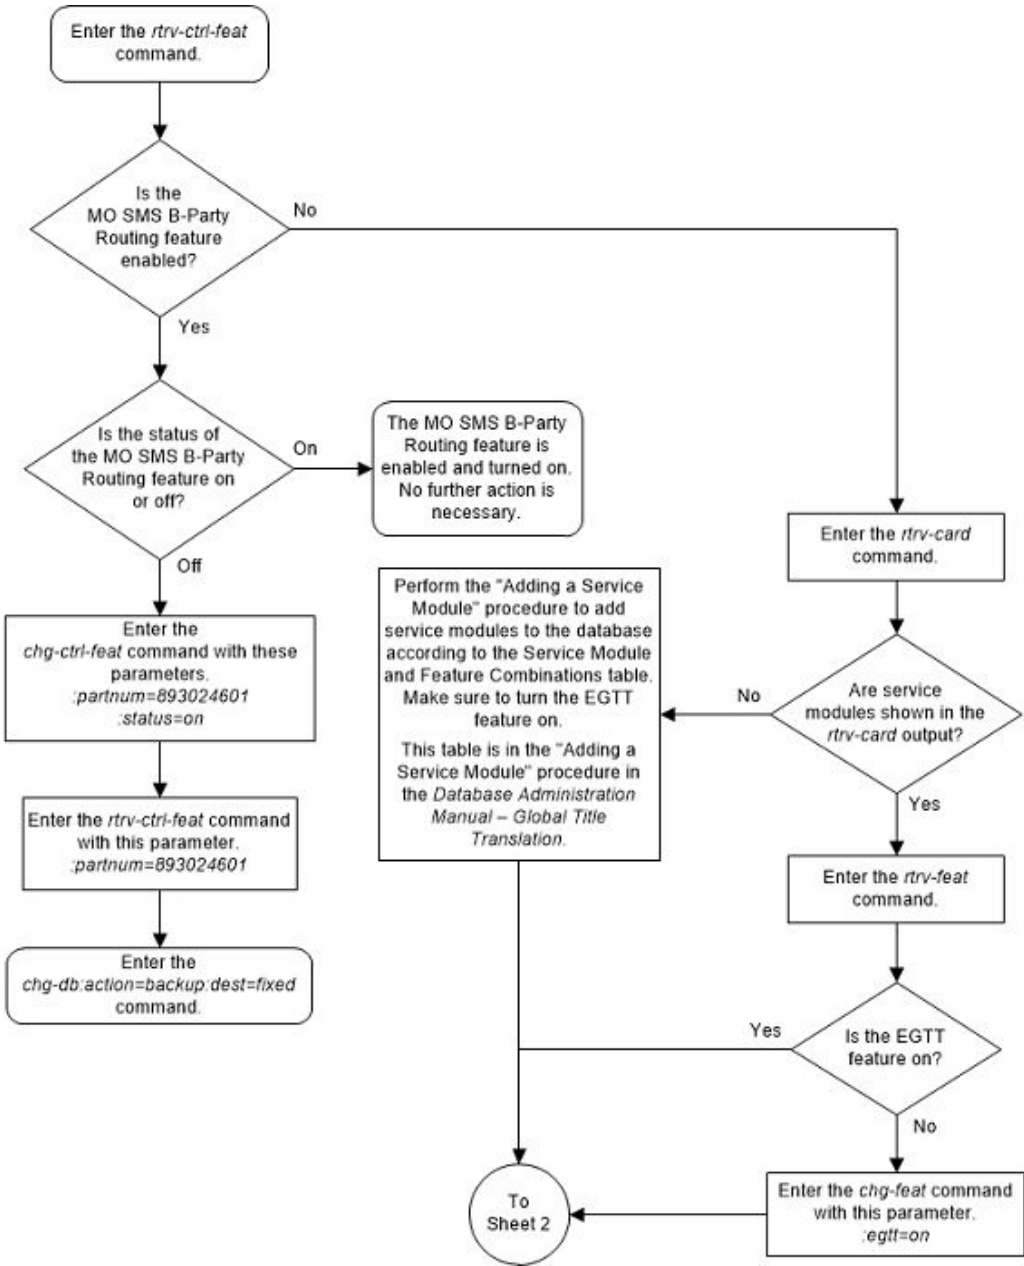 Enter the rtrv-ctrl-feat
command.
Is the
MO SMS B-Party
Routing feature
enabled?
No
Yes
Is the status of
the MO SMS B-Party
Routing feature on
or off?
On
The MO SMS B-Party
Routing feature is
enabled and turned on.
No further action is
necessary.
Off
Enter the
chg-ctrl-feat command with these
parameters.
:partnum=893024601
:status=on
Enter the rtrv-ctrl-feat command
with this parameter.
:partnum=893024601
Enter the
chg-db:action=backup:dest=fixed
command.
Enter the rtrv-card
command.
Are service
modules shown in the
rtrv-card output?
No
Perform the "Adding a Service
Module" procedure to add
service modules to the database
according to the Service Module
and Feature Combinations table.
Make sure to turn the EGTT
feature on.
This table is in the "Adding a
Service Module" procedure in
the Database Administration
Manual – Global Title
Translation.
Yes
Enter the rtrv-feat
command.
Is the EGTT
feature on?
Yes
No
Enter the chg-feat command
with this parameter.
:egtt=on
To
Sheet 2